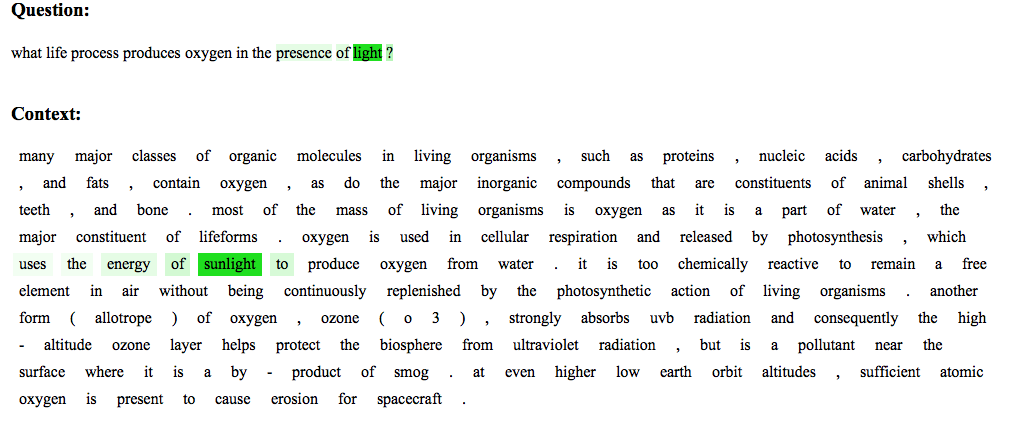 Question:
what life process produces oxygen in the presence of light ?
Context:
many major classes of organic molecules in living organisms , such as proteins , nucleic acids , carbohydrates
, and fats , contain oxygen , as do the major inorganic compounds that are constituents of animal shells ,
teeth , and bone . most of the mass of living organisms is oxygen as it is a part of water , the
major constituent of lifeforms . oxygen is used in cellular respiration and released by photosynthesis , which
uses the energy of sunlight to produce oxygen from water . it is too chemically reactive to remain a free
element in air without being continuously replenished by the photosynthetic action of living organisms . another
form ( allotrope ) of oxygen , ozone ( o 3 ) , strongly absorbs uvb radiation and consequently the high
- altitude ozone layer helps protect the biosphere from ultraviolet radiation , but is a pollutant near the
surface where it is a by - product of smog . at even higher low earth orbit altitudes , sufficient atomic
oxygen is present to cause erosion for spacecraft .